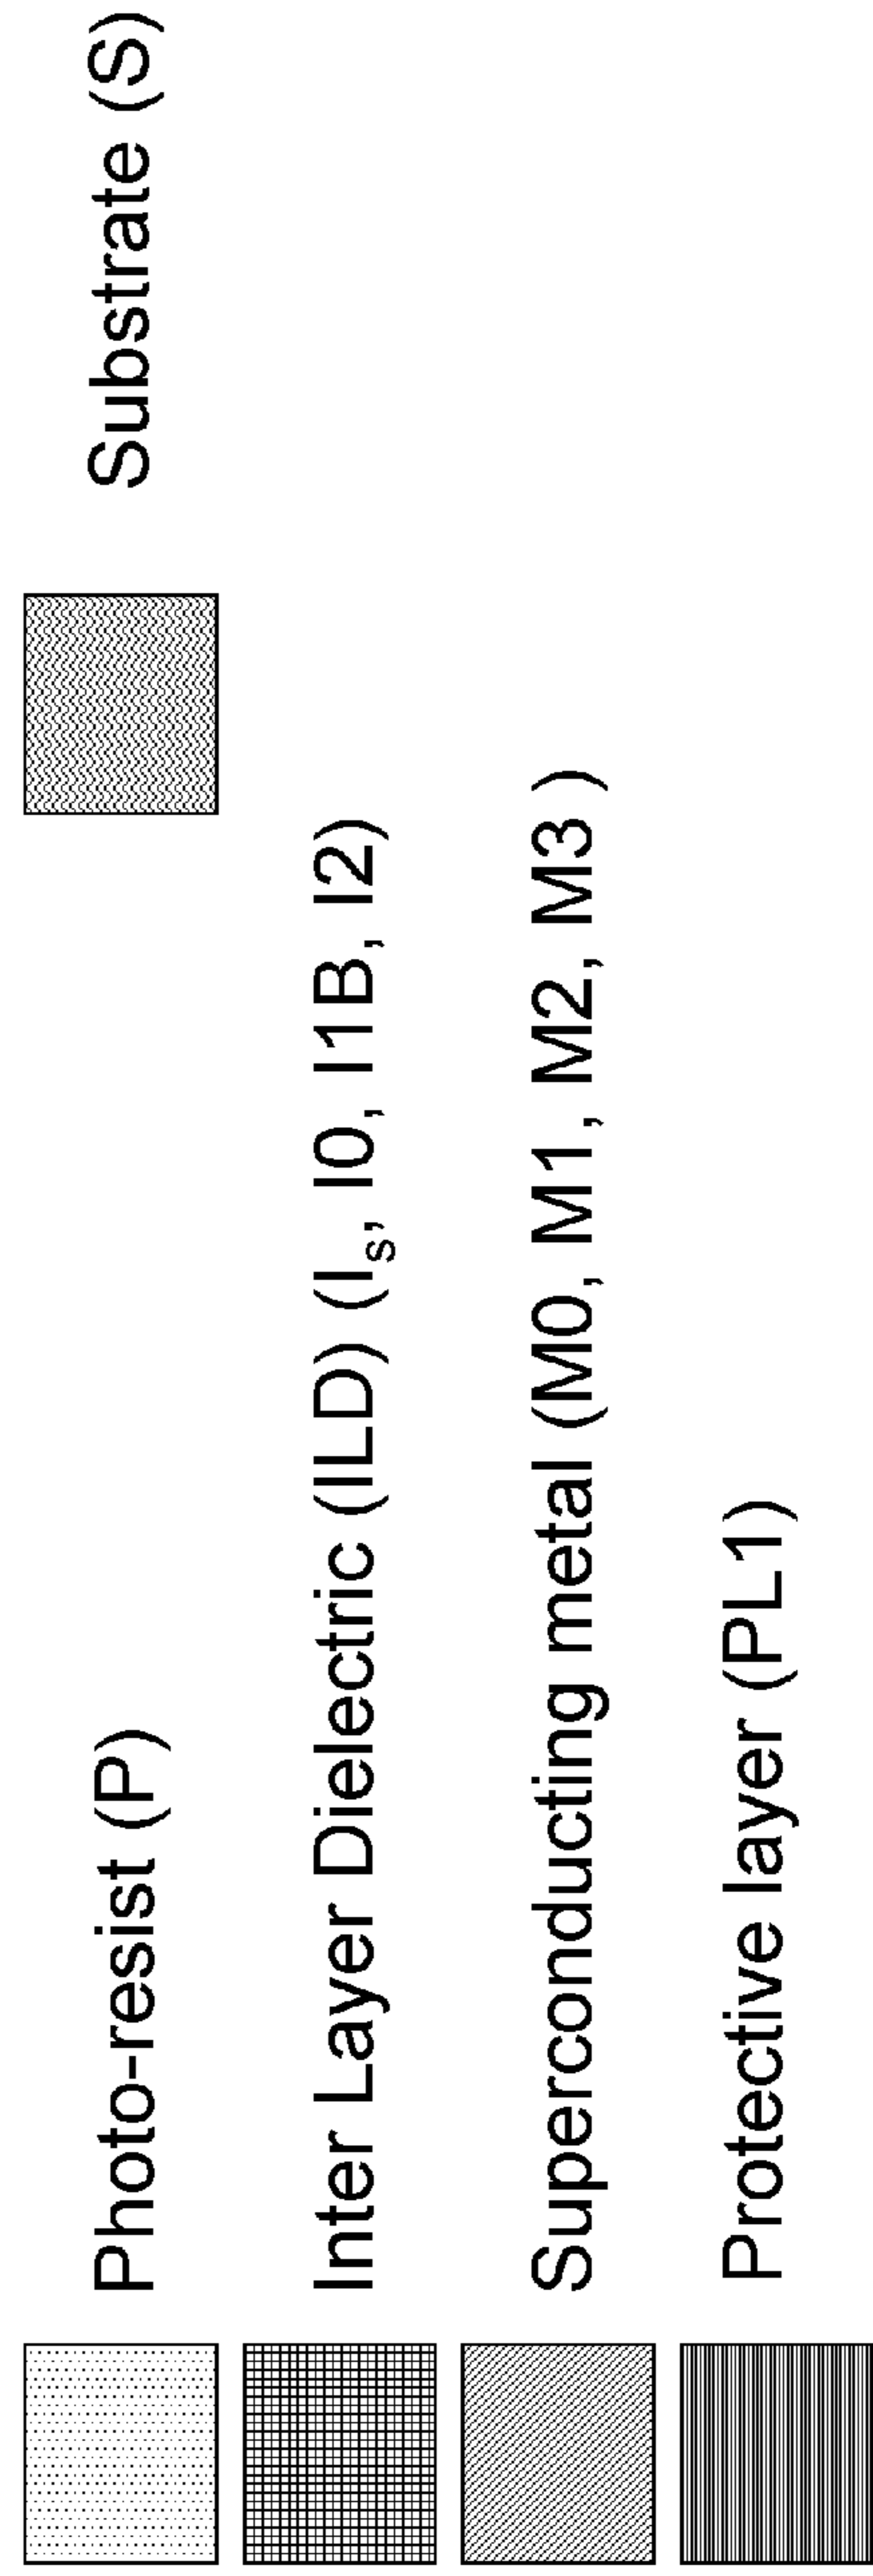 Photo-resist (P) Substrate (S)
Inter Layer Dielectric (ILD) (Is, I0, I1B, I2)
Superconducting metal (M0, M1, M2, M3 )
Protective layer (PL1)